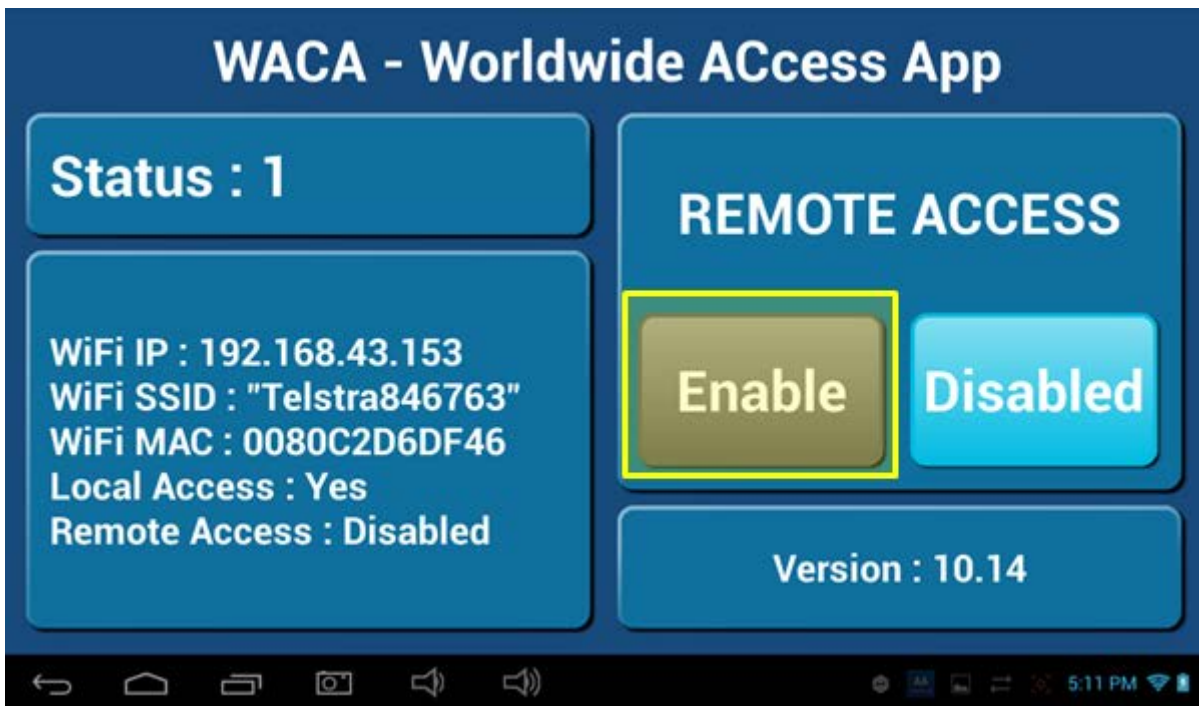 WACA - Worldwide ACcess App
Status : 1
WiFi IP : 192.168.43.153
WiFi SSID : "Telstra846763"
WiFi MAC : 0080C2D6DF46
Local Access : Yes
Remote Access : Disabled
REMOTE ACCESS
Enable
Disabled
Version : 10.14
5:11 PM